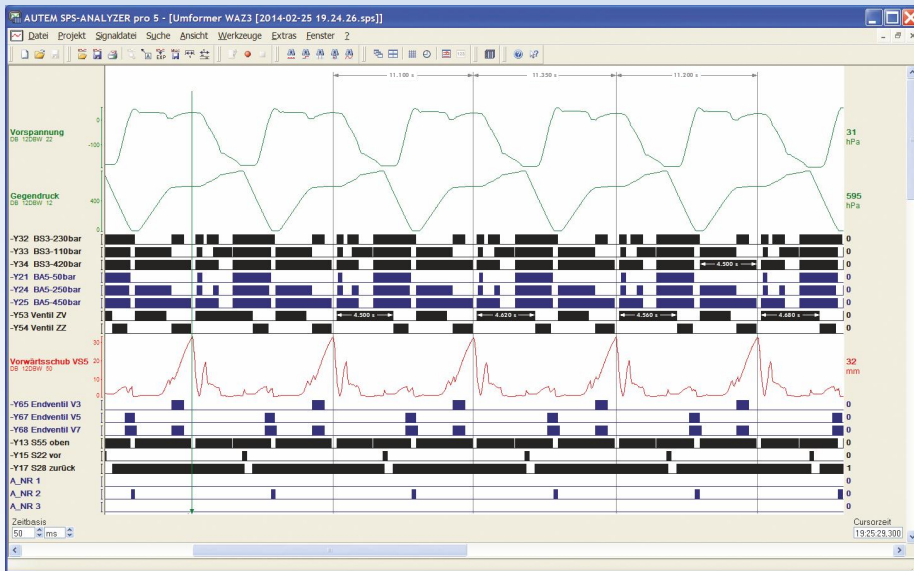 AUTEM SPS-ANALYZER pro 5 - [Umformer WAZ3 [2014-02-25 19.24.26.sps]]
Datei Projekt Signaldatei Suche Ansicht Werkzeuge Extras Fenster ?
11.100 s 11.250 s 11.200 s
Vorspannung
DB 12DBW 22
0
-100
31
hPa
Gegendruck
DB 12DBW 12
400
0
595
hPa
-Y32 BS3-230bar 0
-Y33 BS3-110bar 0
-Y34 BS3-420bar 4.500 s 0
-Y21 BA5-50bar 0
-Y24 BA5-250bar 0
-Y25 BA5-450bar 0
-Y53 Ventil ZV 4.500 s 4.620 s 4.560 s 4.680 s 0
-Y54 Ventil ZZ 0
Vorwärtsschub VS5
DB 12DBW 50
30
20
10
0
32
mm
-Y65 Endventil V3 0
-Y67 Endventil V5 0
-Y68 Endventil V7 0
-Y13 S55 oben 0
-Y15 S22 vor 0
-Y17 S28 zurück 1
A_NR 1 0
A_NR 2 0
A_NR 3 0
Zeitbasis
50 ms
Cursorzeit
19:25:29,300